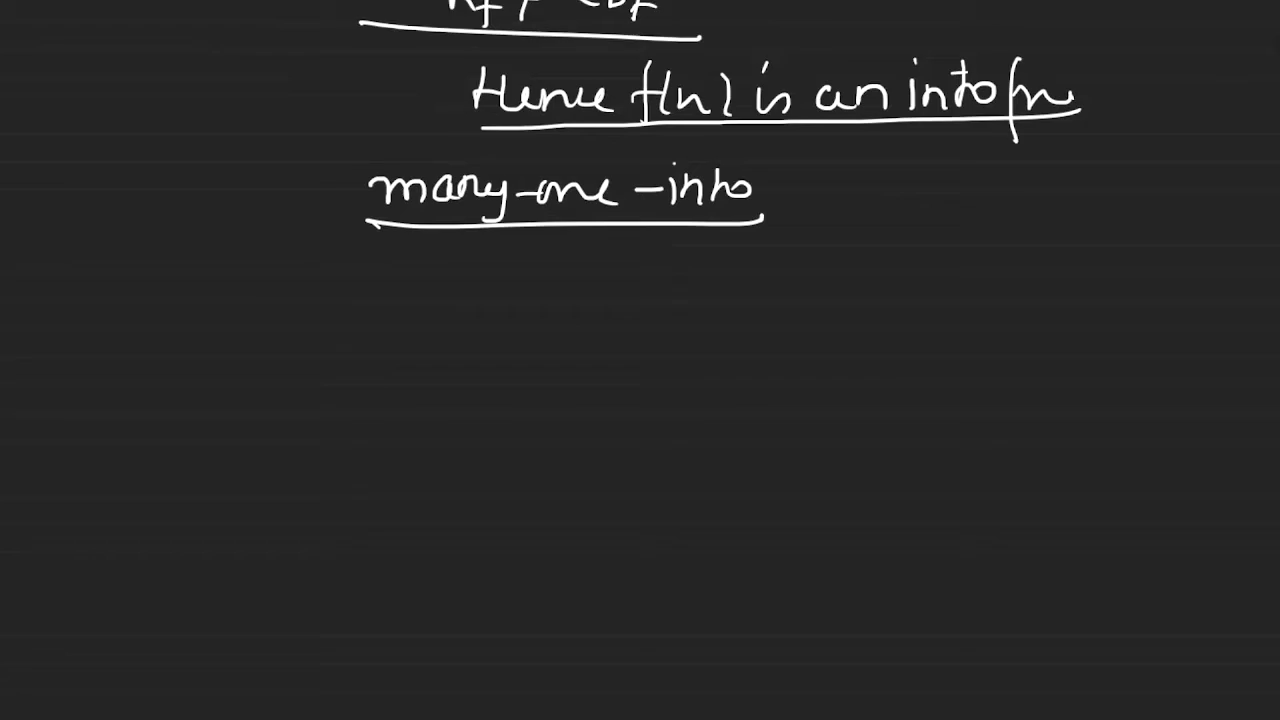 Hence f(n) is an into fn
many-one-into